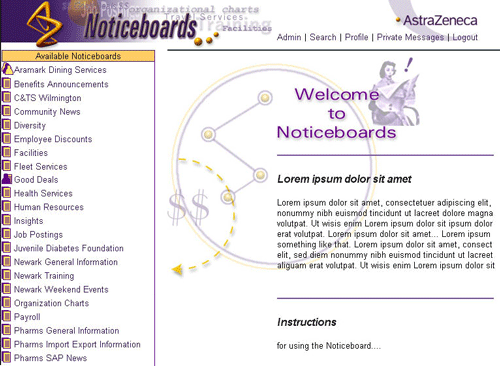 Job Postings
organizational charts
Travel Services
Noticeboards
Training
Facilities
AstraZeneca
Admin | Search | Profile | Private Messages | Logout
Available Noticeboards
Aramark Dining Services
Benefits Announcements
C&TS Wilmington
Community News
Diversity
Employee Discounts
Facilities
Fleet Services
Good Deals
Health Services
Human Resources
Insights
Job Postings
Juvenile Diabetes Foundation
Newark General Information
Newark Training
Newark Weekend Events
Organization Charts
Payroll
Pharms General Information
Pharms Import Export Information
Pharms SAP News
Welcome
to
Noticeboards
$$
Lorem ipsum dolor sit amet
Lorem ipsum dolor sit amet, consectetuer adipiscing elit,
nonummy nibh euismod tincidunt ut lacreet dolore magna
volutpat. Ut wisis enim Lorem ipsum dolor sit ipsum dolor
erat volutpat. Lorem ipsum dolor sit amet... Lorem ipsum
something like that. Lorem ipsum dolor sit amet, consect
elit, sed diem nonummy nibh euismod tincidunt ut lacreet
aliguam erat volutpat. Ut wisis enim Lorem ipsum dolor sit
Instructions
for using the Noticeboard....